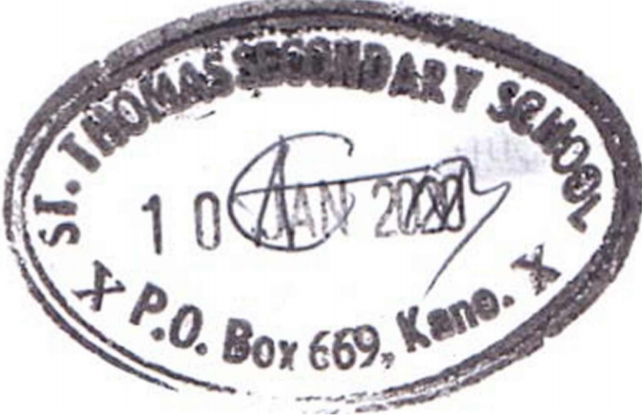 ST. THOMAS SECONDARY SCHOOL
10 JAN
X P.O. Box 669, Kano. X